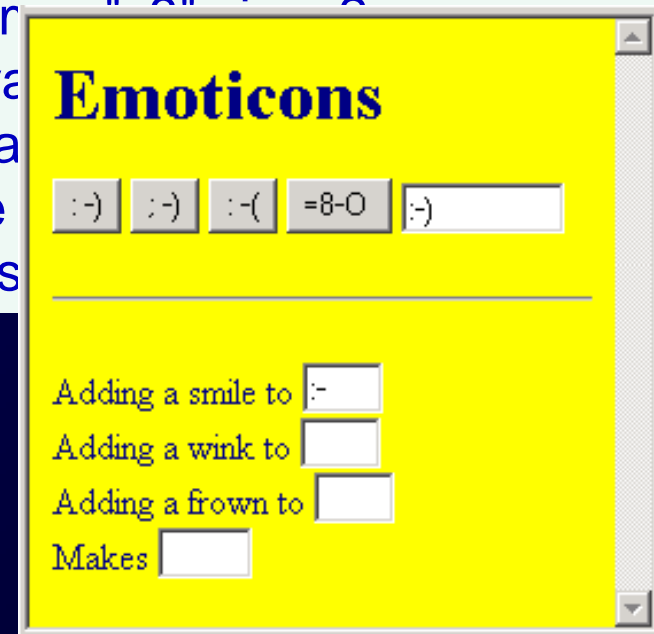 Emoticons
:-) ;-) :-( =8-O :-)
Adding a smile to :-
Adding a wink to
Adding a frown to
Makes